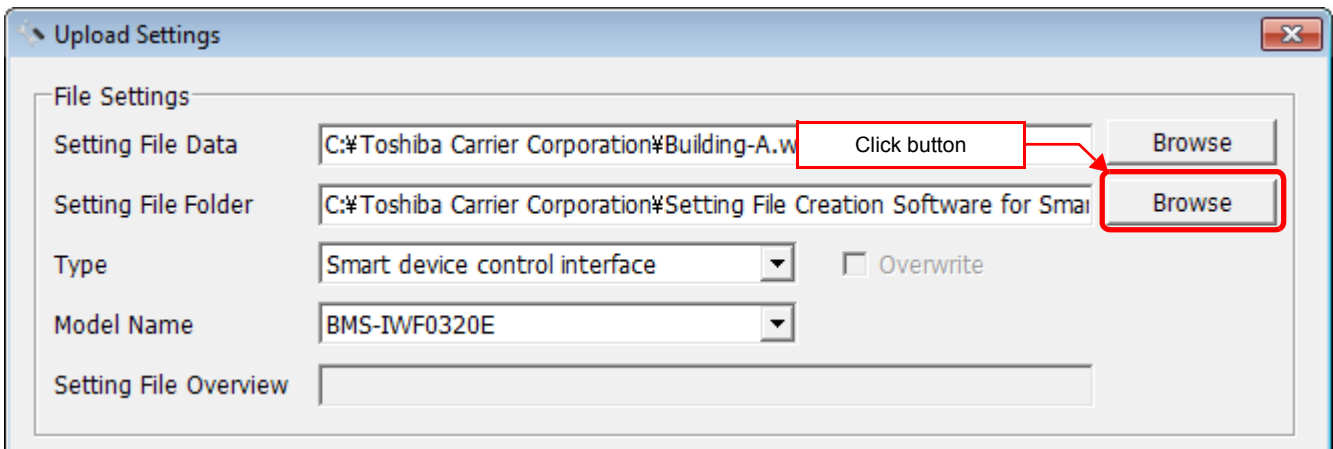 Upload Settings
File Settings
Setting File Data C:¥Toshiba Carrier Corporation¥Building-A.w Click button Browse
Setting File Folder C:¥Toshiba Carrier Corporation¥Setting File Creation Software for Smar Browse
Type Smart device control interface Overwrite
Model Name BMS-IWF0320E
Setting File Overview